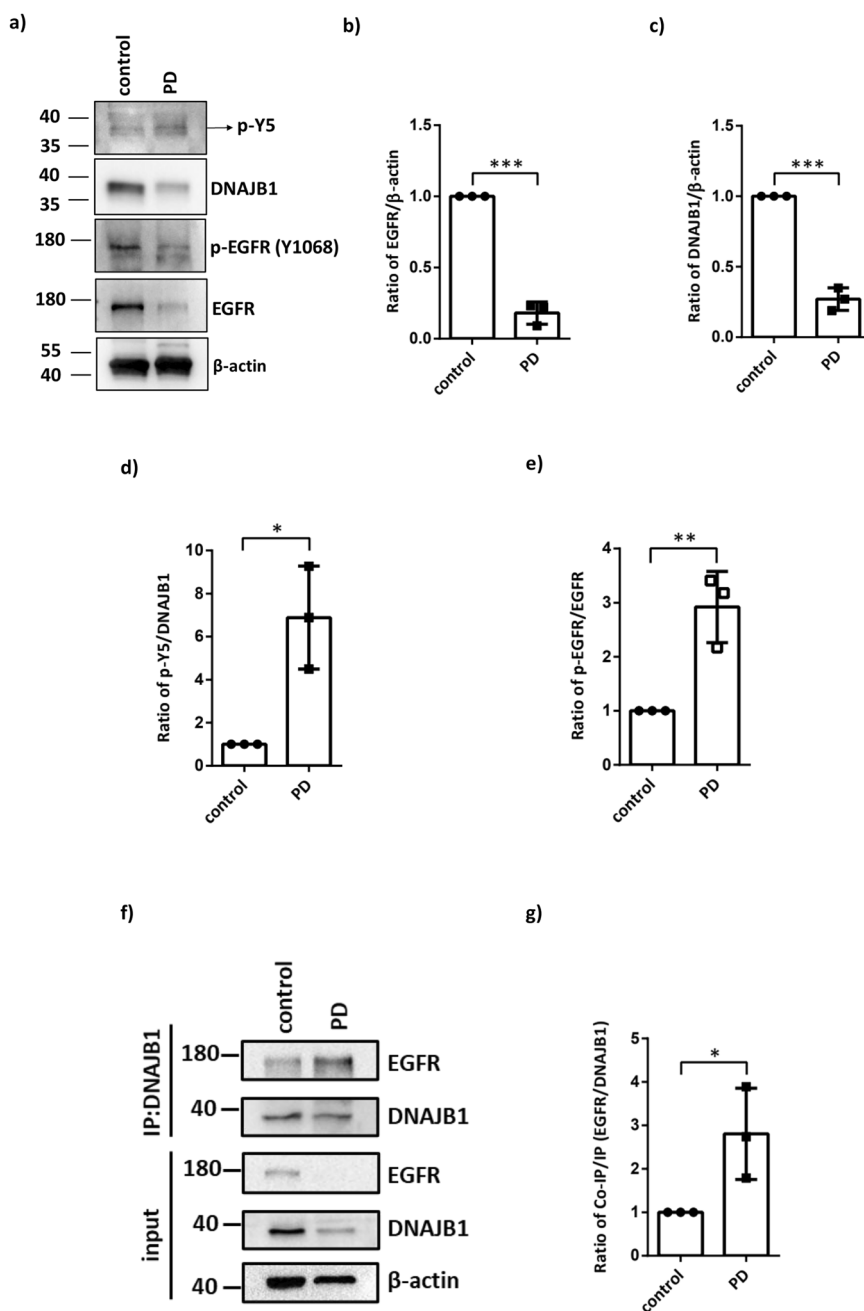 a)
control
PD
40
35
p-Y5
40
35
DNAJB1
180
p-EGFR (Y1068)
180
EGFR
55
40
β-actin
b)
Ratio of EGFR/β-actin
1.5
1.0
0.5
0.0
***
control
PD
c)
Ratio of DNAJB1/β-actin
1.5
1.0
0.5
0.0
***
control
PD
d)
Ratio of p-Y5/DNAJB1
10
8
6
4
2
0
*
control
PD
e)
Ratio of p-EGFR/EGFR
4
3
2
1
0
**
control
PD
f)
control
PD
IP:DNAJB1
180
EGFR
40
DNAJB1
input
180
EGFR
40
DNAJB1
40
β-actin
g)
Ratio of Co-IP/IP (EGFR/DNAJB1)
5
4
3
2
1
0
*
control
PD